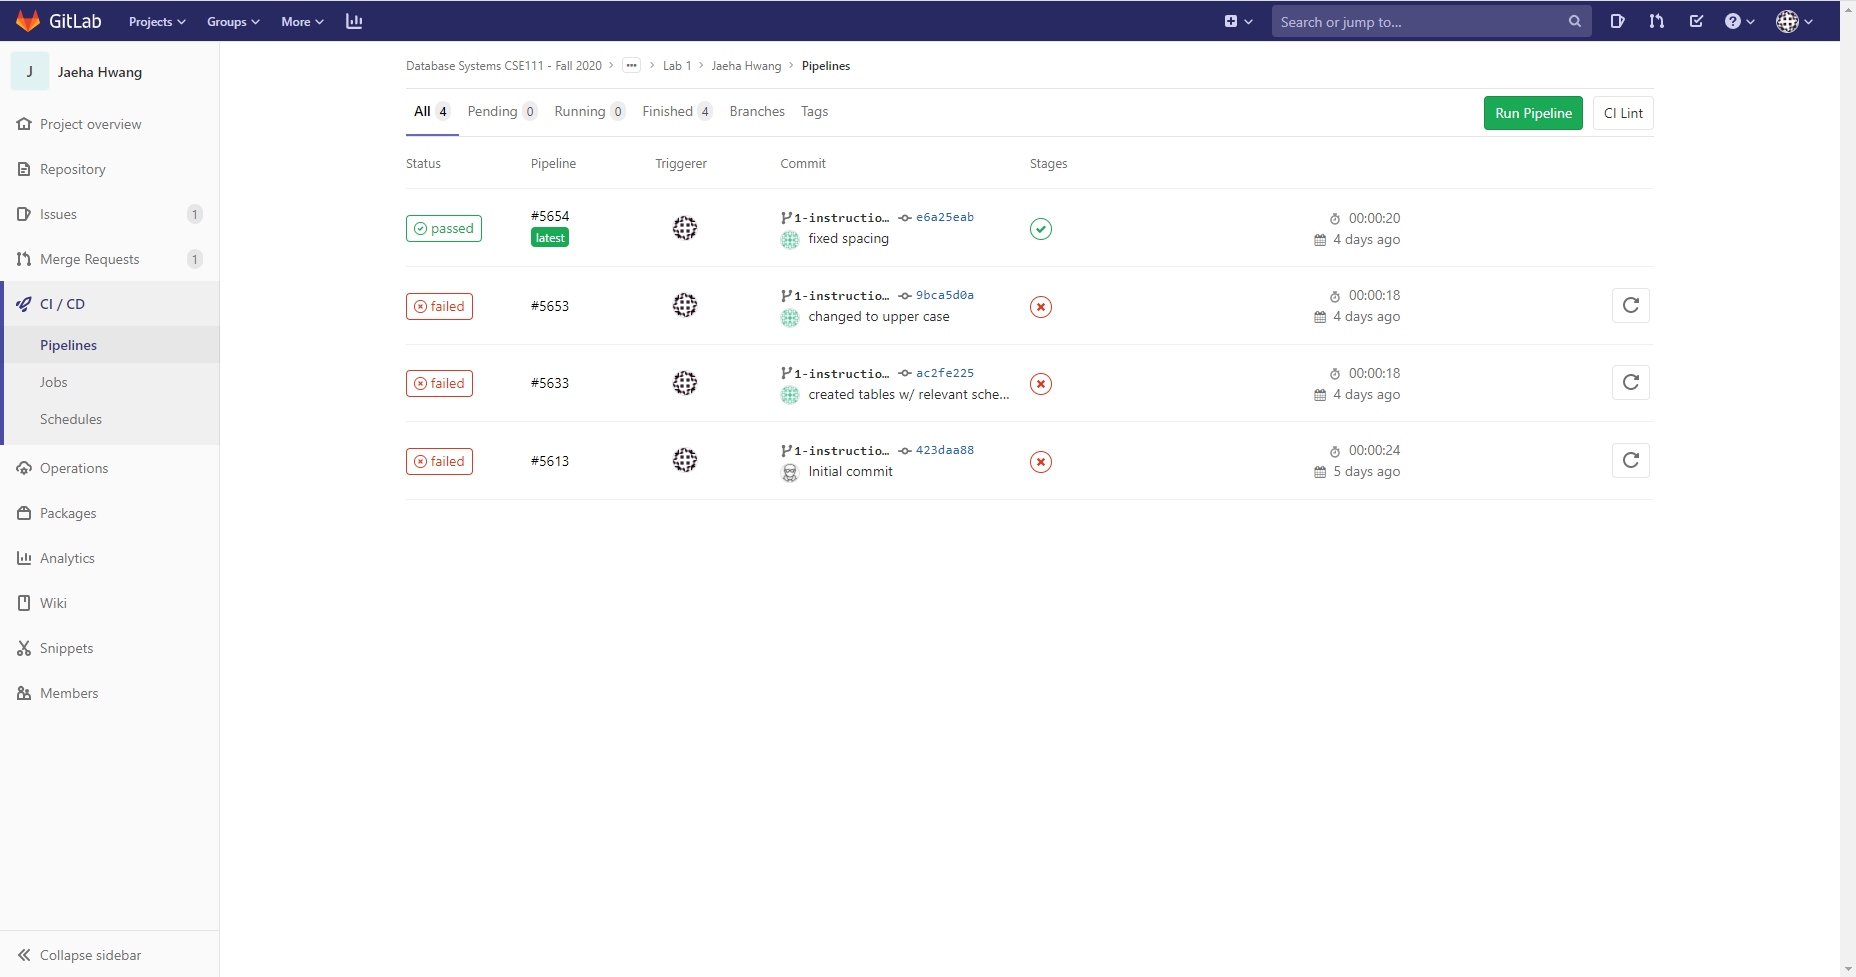 GitLab Projects Groups More Search or jump to...
J Jaeha Hwang
Project overview
Repository
Issues 1
Merge Requests 1
CI / CD
Pipelines
Jobs
Schedules
Operations
Packages
Analytics
Wiki
Snippets
Members
Collapse sidebar
Database Systems CSE111 - Fall 2020 > ... > Lab 1 > Jaeha Hwang > Pipelines
All 4 Pending 0 Running 0 Finished 4 Branches Tags Run Pipeline CI Lint
Status Pipeline Triggerer Commit Stages
passed #5654 latest 1-instructio... e6a25eab 00:00:20
fixed spacing 4 days ago
failed #5653 1-instructio... 9bca5d0a 00:00:18
changed to upper case 4 days ago
failed #5633 1-instructio... ac2fe225 00:00:18
created tables w/ relevant sche... 4 days ago
failed #5613 1-instructio... 423daa88 00:00:24
Initial commit 5 days ago